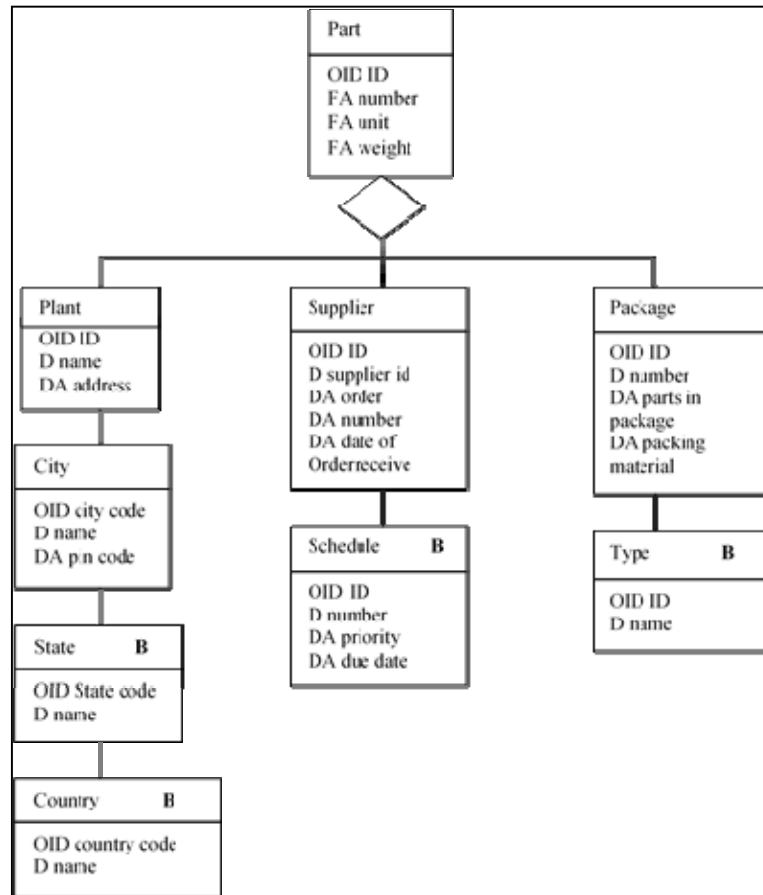 Part
OID ID
FA number
FA unit
FA weight
Plant
OID ID
D name
DA address
Supplier
OID ID
D supplier id
DA order
DA number
DA date of
Orderreceive
Package
OID ID
D number
DA parts in
package
DA packing
material
City
OID city code
D name
DA pin code
Schedule B
OID ID
D number
DA priority
DA due date
Type B
OID ID
D name
State B
OID State code
D name
Country B
OID country code
D name